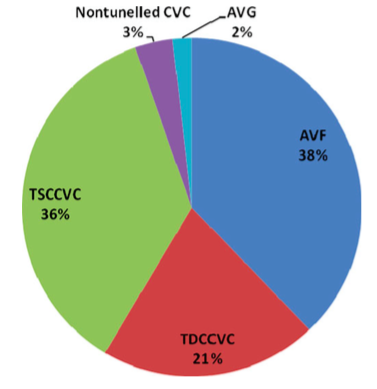 Nontunelled CVC
3%
AVG
2%
AVF
38%
TSCCVC
36%
TDCCVC
21%